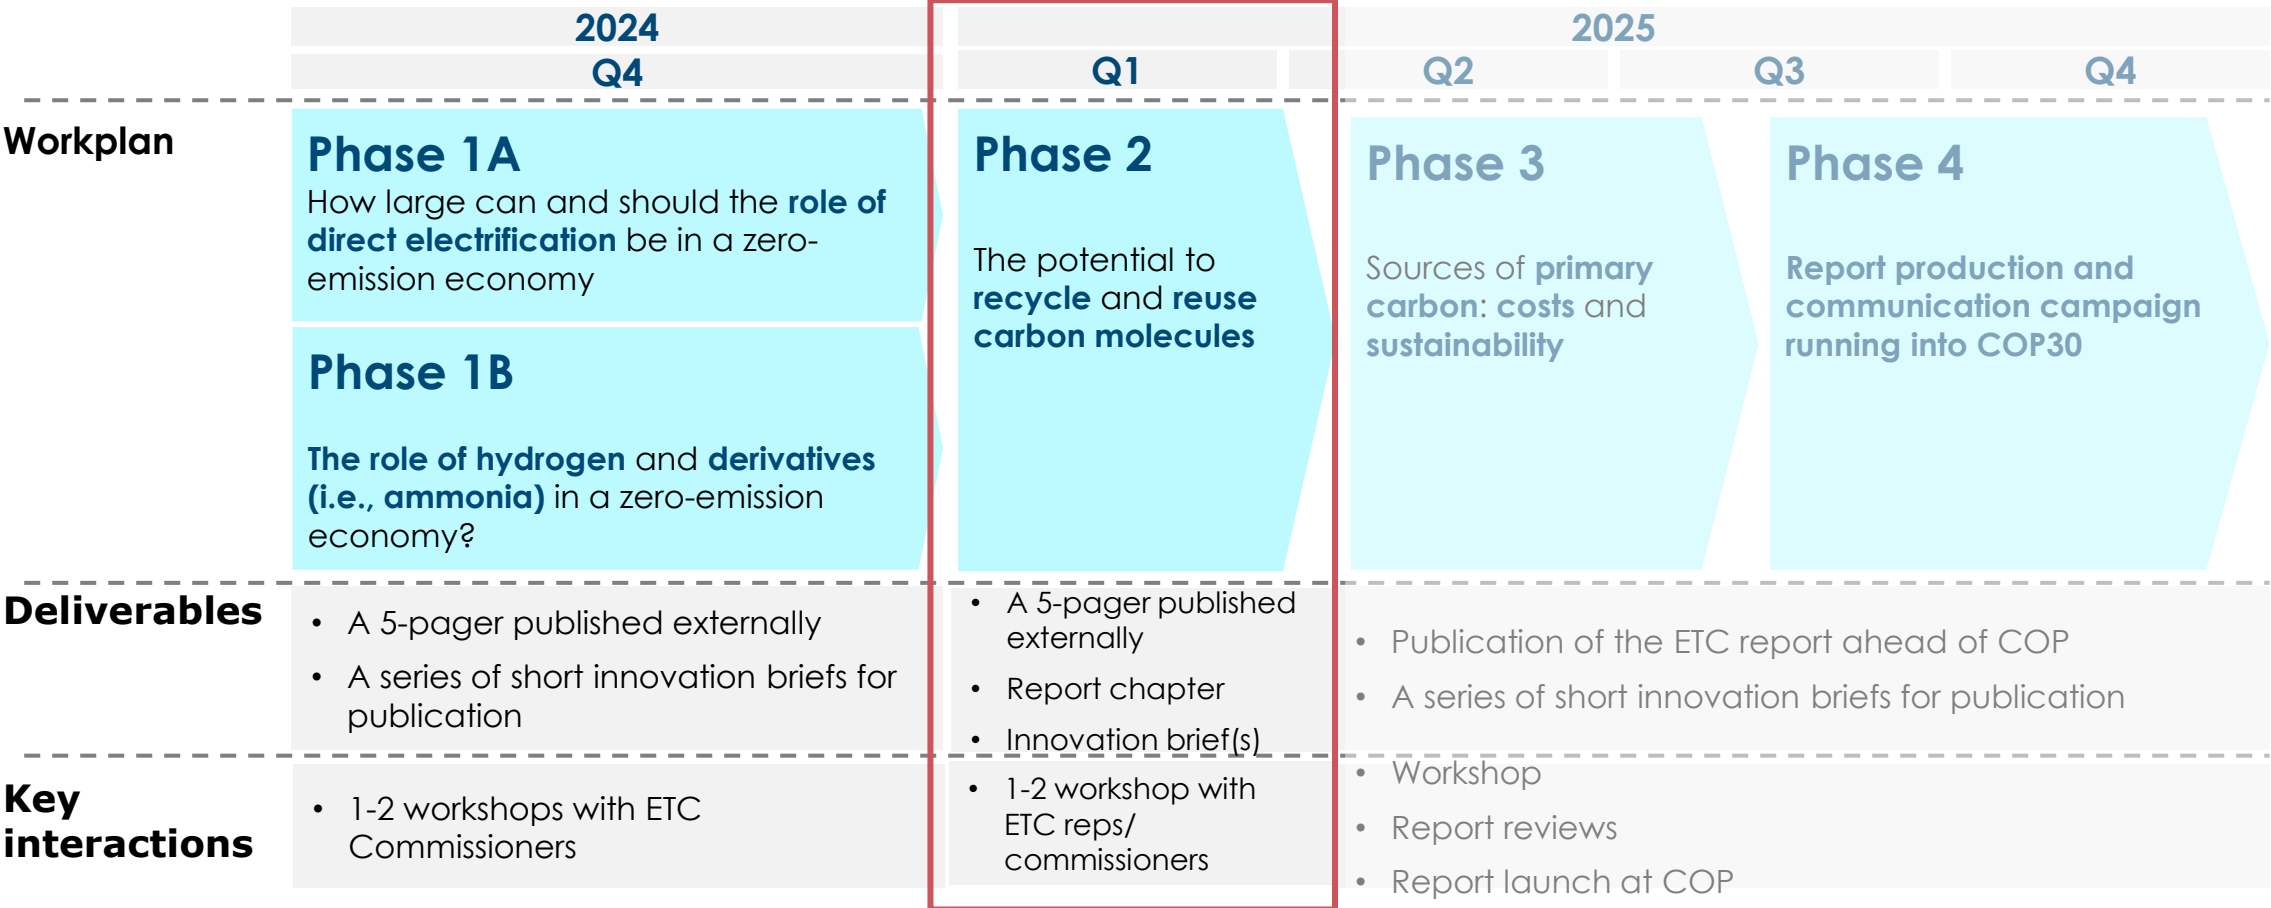 2024
2025
Q4
Q1
Q2
Q3
Q4
Workplan
Phase 1A
How large can and should the role of
direct electrification be in a zero-
emission economy
Phase 1B
The role of hydrogen and derivatives
(i.e., ammonia) in a zero-emission
economy?
Phase 2
The potential to
recycle and reuse
carbon molecules
Phase 3
Sources of primary
carbon: costs and
sustainability
Phase 4
Report production and
communication campaign
running into COP30
Deliverables
• A 5-pager published externally
• A series of short innovation briefs for
publication
• A 5-pager published
externally
• Report chapter
• Innovation brief(s)
• Publication of the ETC report ahead of COP
• A series of short innovation briefs for publication
Key
interactions
• 1-2 workshops with ETC
Commissioners
• 1-2 workshop with
ETC reps/
commissioners
• Workshop
• Report reviews
• Report launch at COP